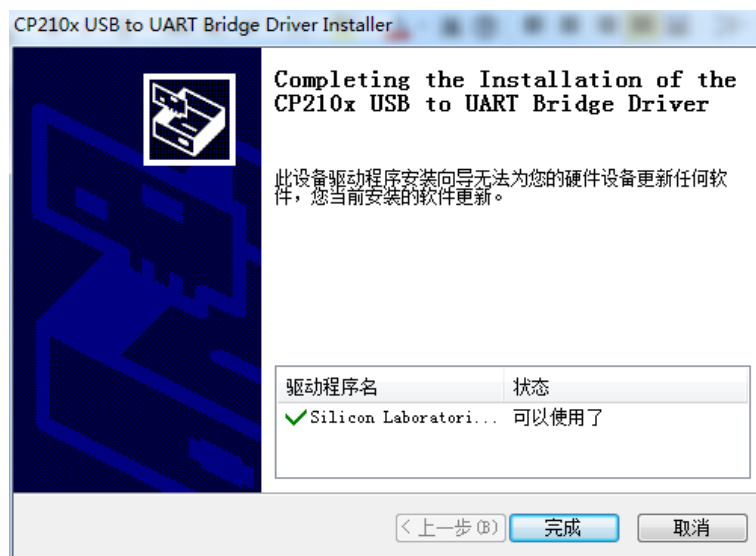 CP210x USB to UART Bridge Driver Installer
Completing the Installation of the
CP210x USB to UART Bridge Driver
此设备驱动程序安装向导无法为您的硬件设备更新任何软
件，您当前安装的软件更新。
驱动程序名 状态
Silicon Laboratori... 可以使用了
< 上一步(B) 完成 取消